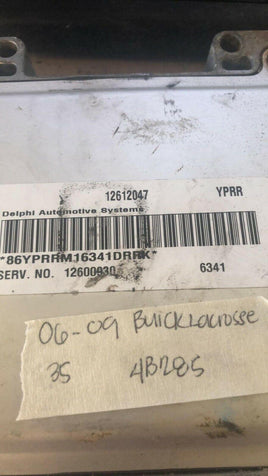 12612047 YPRR
Delphi Automotive Systems
*86YPRRM16341DRRK*
SERV. NO. 12600930 6341
06-09 Buick Lacrosse
35 4B285